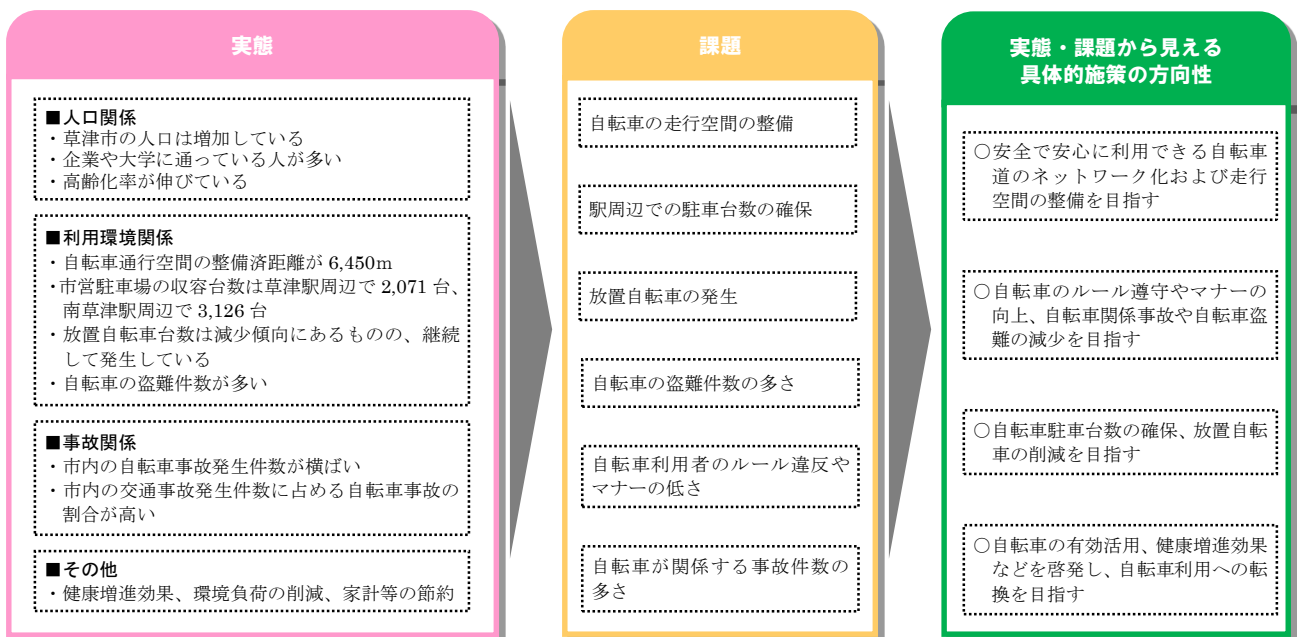 実態
■人口関係
・草津市の人口は増加している
・企業や大学に通っている人が多い
・高齢化率が伸びている
■利用環境関係
・自転車通行空間の整備済距離が 6,450m
・市営駐車場の収容台数は草津駅周辺で 2,071 台、
南草津駅周辺で 3,126 台
・放置自転車台数は減少傾向にあるものの、継続
して発生している
・自転車の盗難件数が多い
■事故関係
・市内の自転車事故発生件数が横ばい
・市内の交通事故発生件数に占める自転車事故の
割合が高い
■その他
・健康増進効果、環境負荷の削減、家計等の節約
課題
自転車の走行空間の整備
駅周辺での駐車台数の確保
放置自転車の発生
自転車の盗難件数の多さ
自転車利用者のルール違反や
マナーの低さ
自転車が関係する事故件数の
多さ
実態・課題から見える
具体的施策の方向性
○安全で安心に利用できる自転車
道のネットワーク化および走行
空間の整備を目指す
○自転車のルール遵守やマナーの
向上、自転車関係事故や自転車盗
難の減少を目指す
○自転車駐車台数の確保、放置自転
車の削減を目指す
○自転車の有効活用、健康増進効果
などを啓発し、自転車利用への転
換を目指す